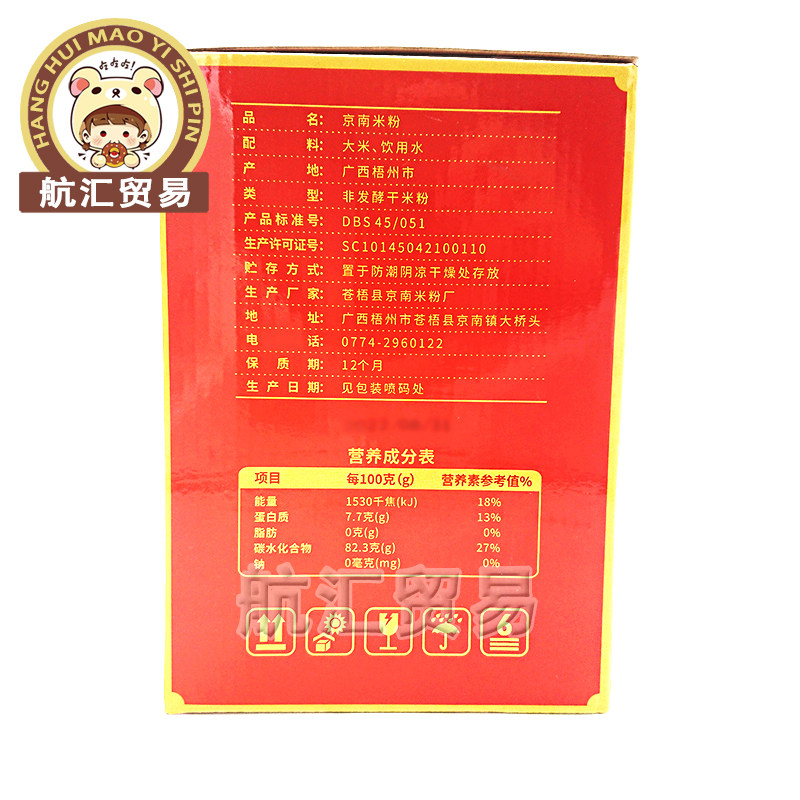 HANG HUI MAO YI SHI PIN
航汇贸易
品名：京南米粉
配料：大米、饮用水
产地：广西梧州市
类型：非发酵干米粉
产品标准号：DBS 45/051
生产许可证号：SC10145042100110
贮存方式：置于防潮阴凉干燥处存放
生产厂家：苍梧县京南米粉厂
地址：广西梧州市苍梧县京南镇大桥头
电话：0774-2960122
保质期：12个月
生产日期：见包装喷码处
营养成分表
项目 每100克(g) 营养素参考值%
能量 1530千焦(kJ) 18%
蛋白质 7.7克(g) 13%
脂肪 0克(g) 0%
碳水化合物 82.3克(g) 27%
钠 0毫克(mg) 0%
航汇贸易
6